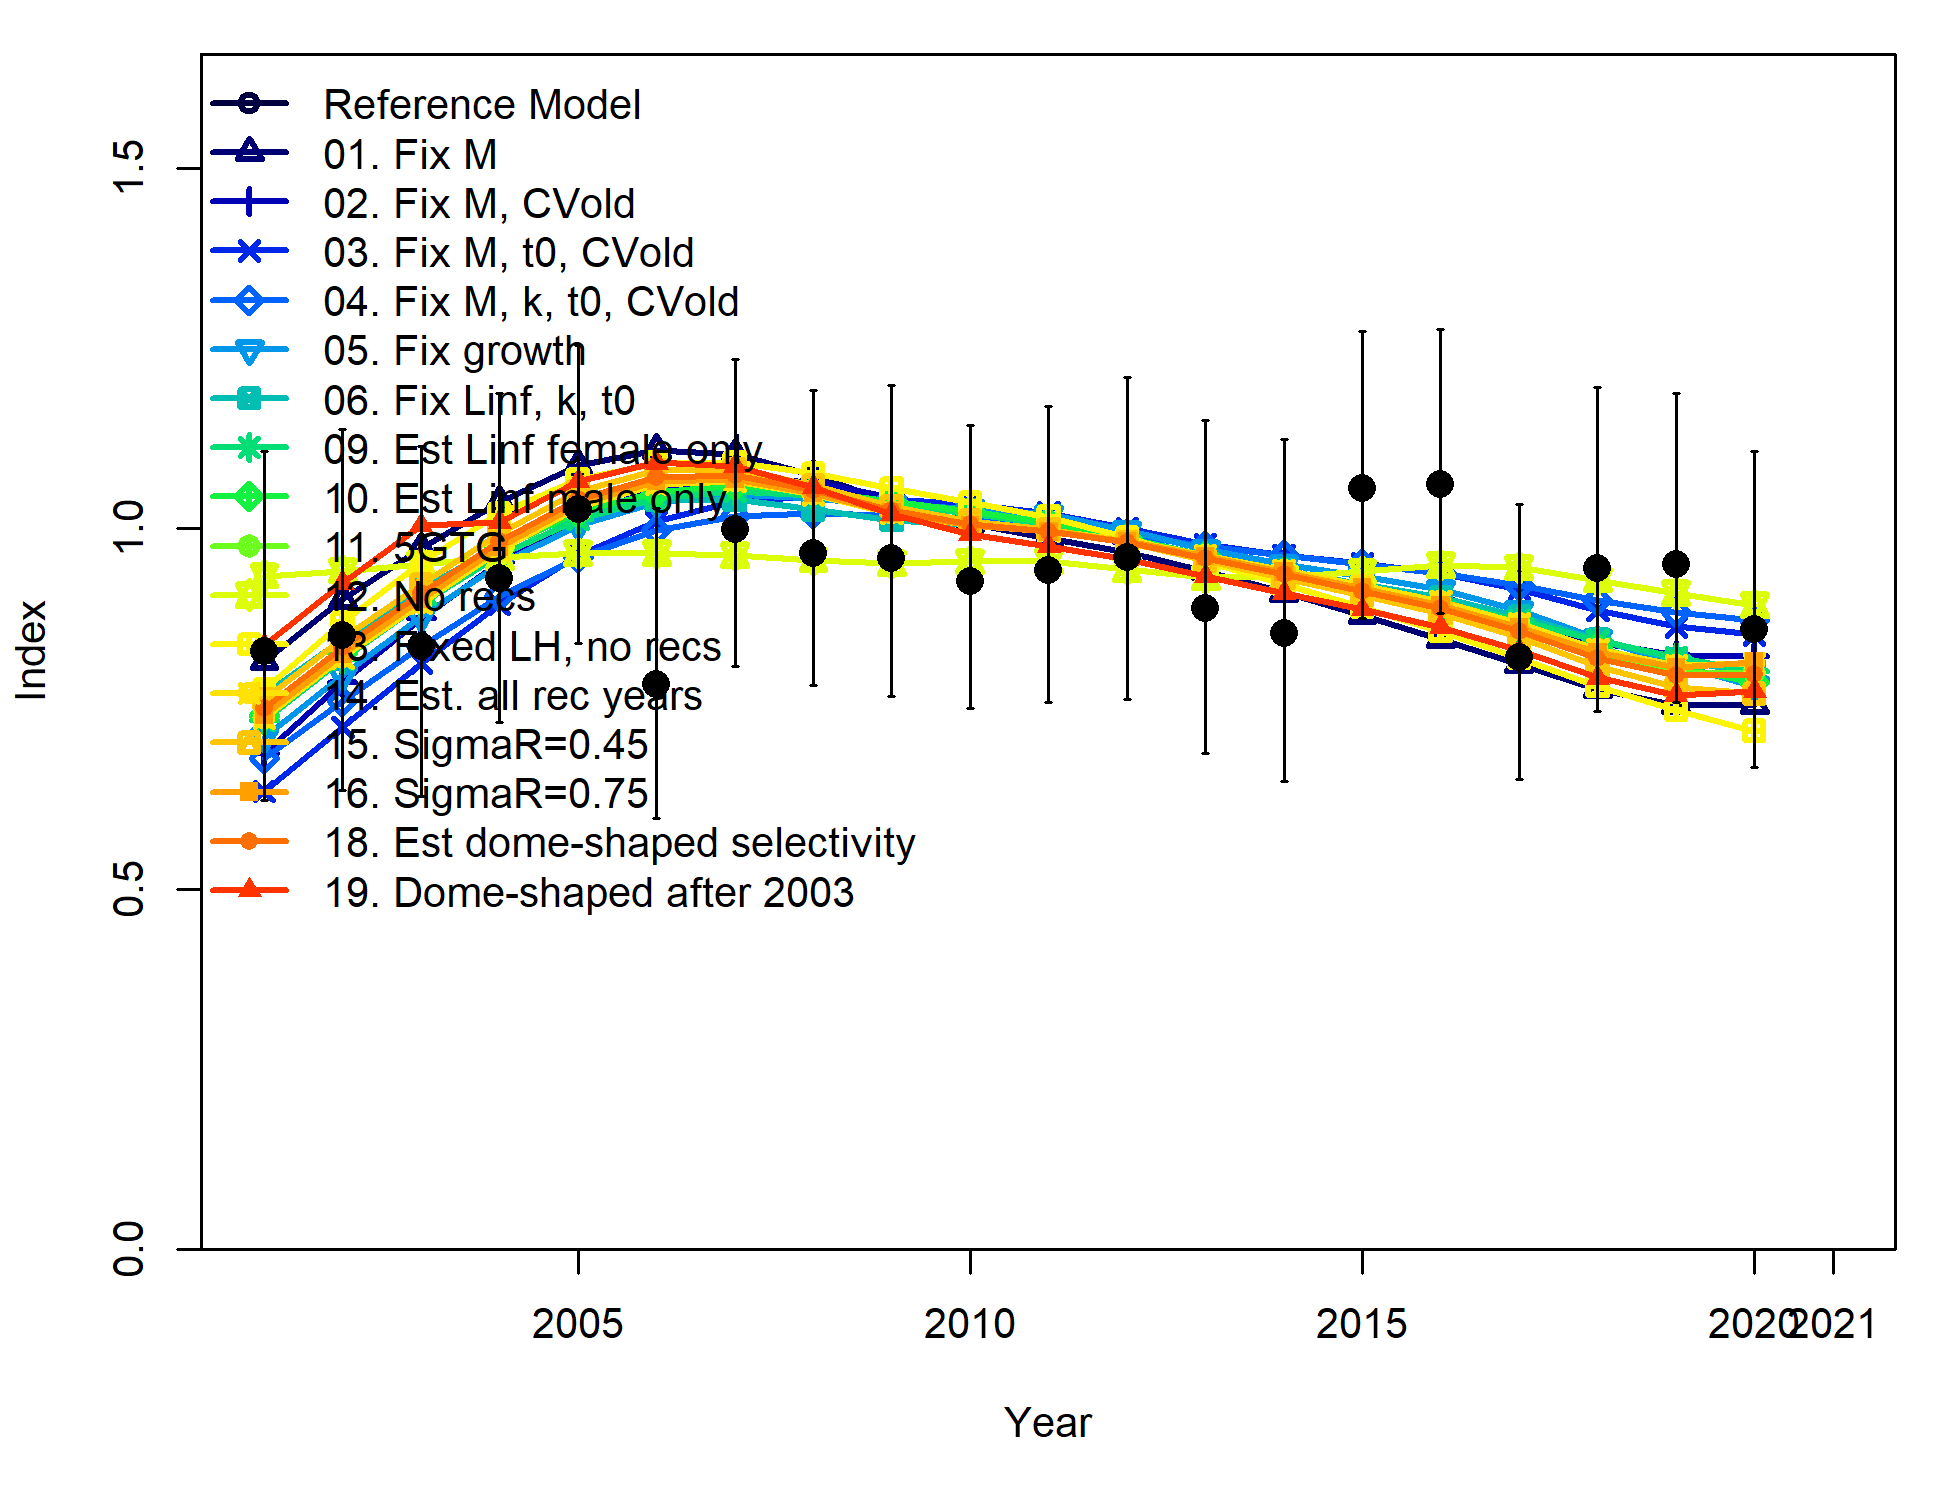 Reference Model
01. Fix M
02. Fix M, CVold
03. Fix M, t0, CVold
04. Fix M, k, t0, CVold
05. Fix growth
06. Fix Linf, k, t0
09. Est Linf female only
10. Est Linf male only
11. 5GTG
12. No recs
13. Fixed LH, no recs
14. Est. all rec years
15. SigmaR=0.45
16. SigmaR=0.75
18. Est dome-shaped selectivity
19. Dome-shaped after 2003
1.5
1.0
0.5
0.0
Index
2005 2010 2015 2020 2021
Year